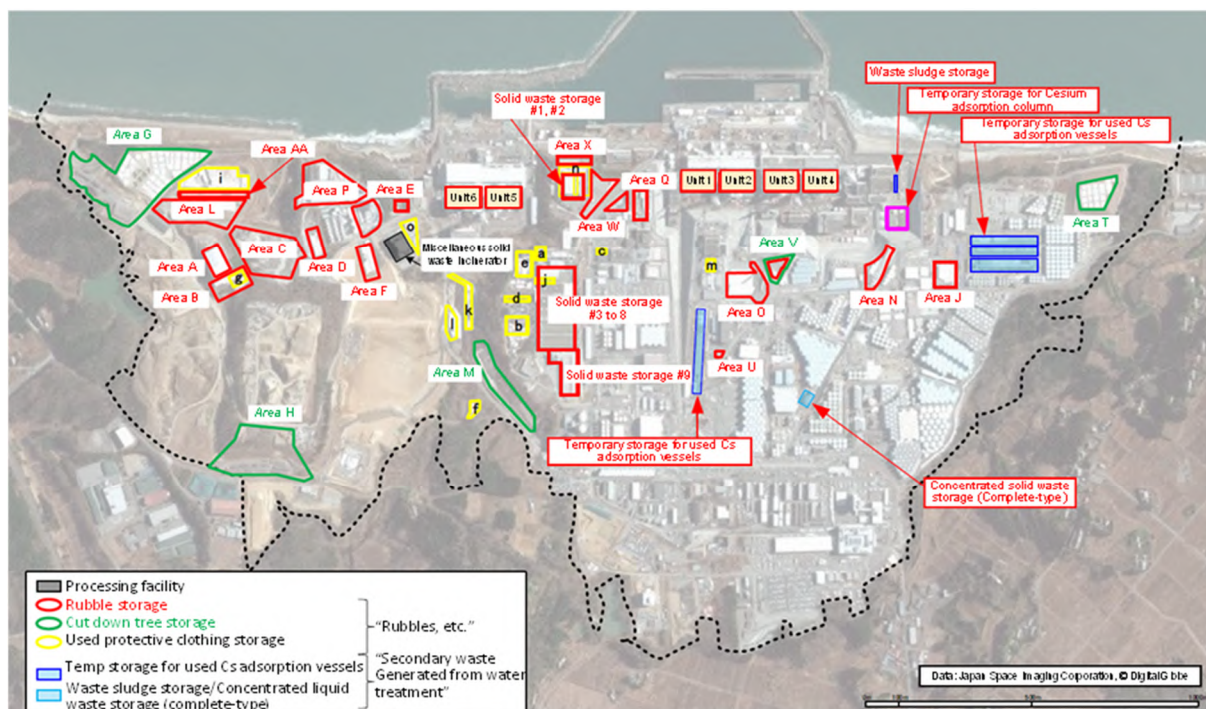 Waste sludge storage
Temporary storage for Cesium
adsorption column
Temporary storage for used Cs
adsorption vessels
Solid waste storage
#1, #2
Area G
Area AA
Area X
i
n
Area P
Area E
Area Q
Unit6
Unit5
Unit1
Unit2
Unit3
Unit4
Area L
Area W
Area T
o
Miscellaneous solid
waste Incinerator
Area C
Area A
Area D
Area F
g
Area B
a
e
c
j
m
Area V
Area N
Area J
Area O
d
k
b
l
Solid waste storage
#3 to 8
Area M
Area U
Solid waste storage #9
f
Area H
Temporary storage for used Cs
adsorption vessels
Concentrated solid waste
storage (Complete-type)
Processing facility
Rubble storage
Cut down tree storage
Used protective clothing storage
"Rubbles, etc."
Temp storage for used Cs adsorption vessels
Waste sludge storage/Concentrated liquid
waste storage (complete-type)
"Secondary waste
Generated from water
treatment"
Data: Japan Space Imaging Corporation, © DigitalGlobe
0m
100m
500m
1000m